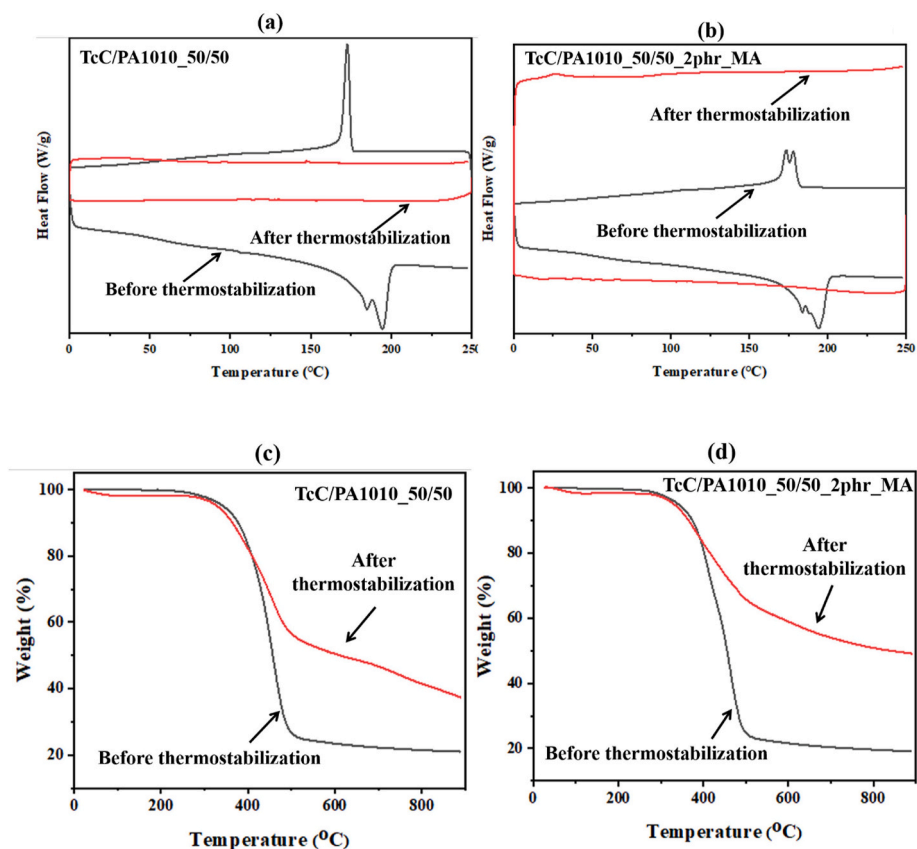 (a)
TcC/PA1010_50/50
After thermostabilization
Before thermostabilization
Heat Flow (W/g)
0 50 100 150 200 250
Temperature (°C)
(b)
TcC/PA1010_50/50_2phr_MA
After thermostabilization
Before thermostabilization
Heat Flow (W/g)
0 50 100 150 200 250
Temperature (°C)
(c)
TcC/PA1010_50/50
After
thermostabilization
Before thermostabilization
Weight (%)
100
80
60
40
20
0 200 400 600 800
Temperature (⁰C)
(d)
TcC/PA1010_50/50_2phr_MA
After
thermostabilization
Before thermostabilization
Weight (%)
100
80
60
40
20
0 200 400 600 800
Temperature (⁰C)